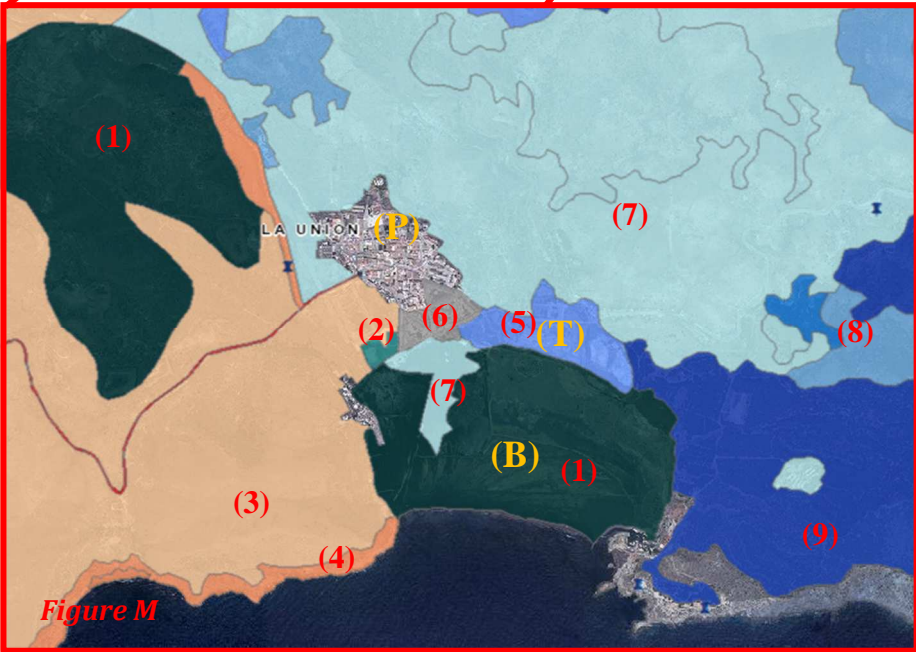 (1)
LA UNION
(P)
(7)
(2)
(6)
(5)
(T)
(8)
(7)
(B)
(1)
(3)
(9)
(4)
Figure M